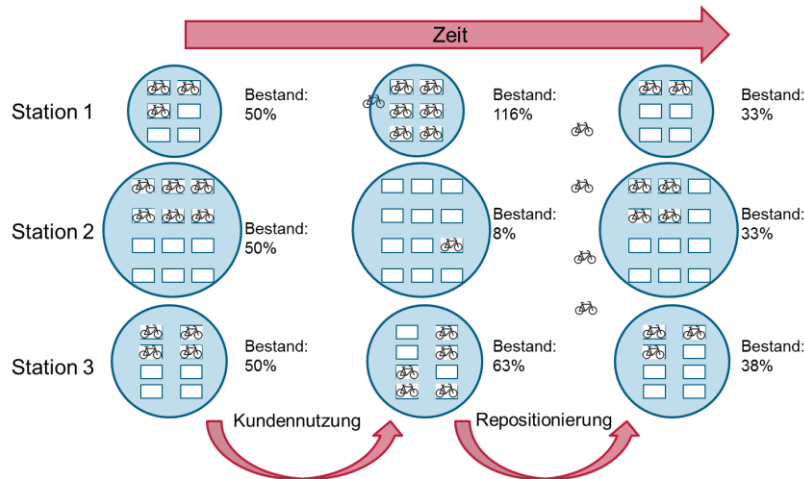 Zeit
Station 1
Bestand:
50%
Bestand:
116%
Bestand:
33%
Station 2
Bestand:
50%
Bestand:
8%
Bestand:
33%
Station 3
Bestand:
50%
Bestand:
63%
Bestand:
38%
Kundennutzung
Repositionierung